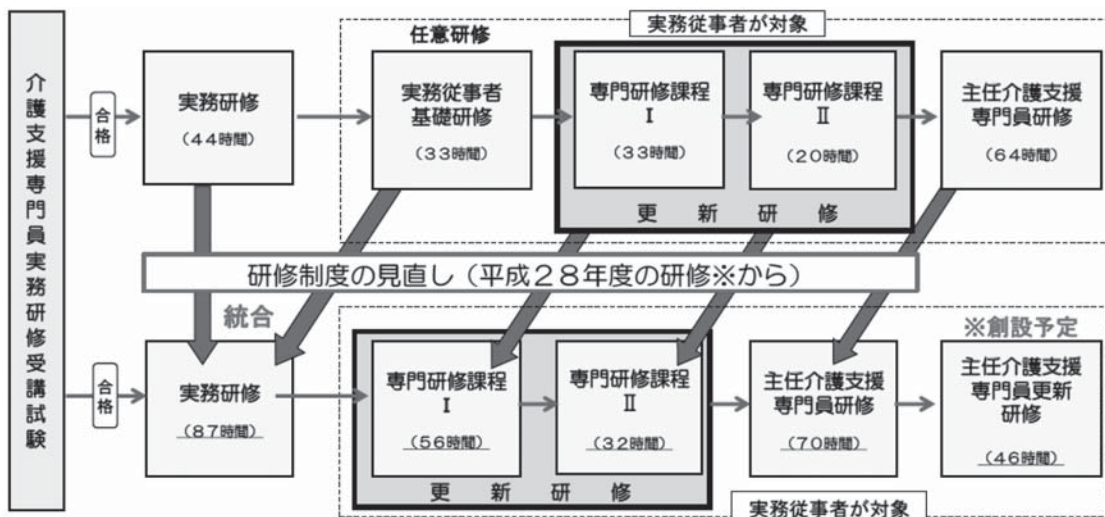 介護支援専門員実務研修受講試験
実務従事者が対象
任意研修
合格
実務研修
（44時間）
実務従事者
基礎研修
（33時間）
専門研修課程
Ⅰ
（33時間）
専門研修課程
Ⅱ
（20時間）
主任介護支援
専門員研修
（64時間）
更　新　研　修
研修制度の見直し（平成28年度の研修※から）
統合
※創設予定
合格
実務研修
（87時間）
専門研修課程
Ⅰ
（56時間）
専門研修課程
Ⅱ
（32時間）
主任介護支援
専門員研修
（70時間）
主任介護支援
専門員更新
研修
（46時間）
更　新　研　修
実務従事者が対象